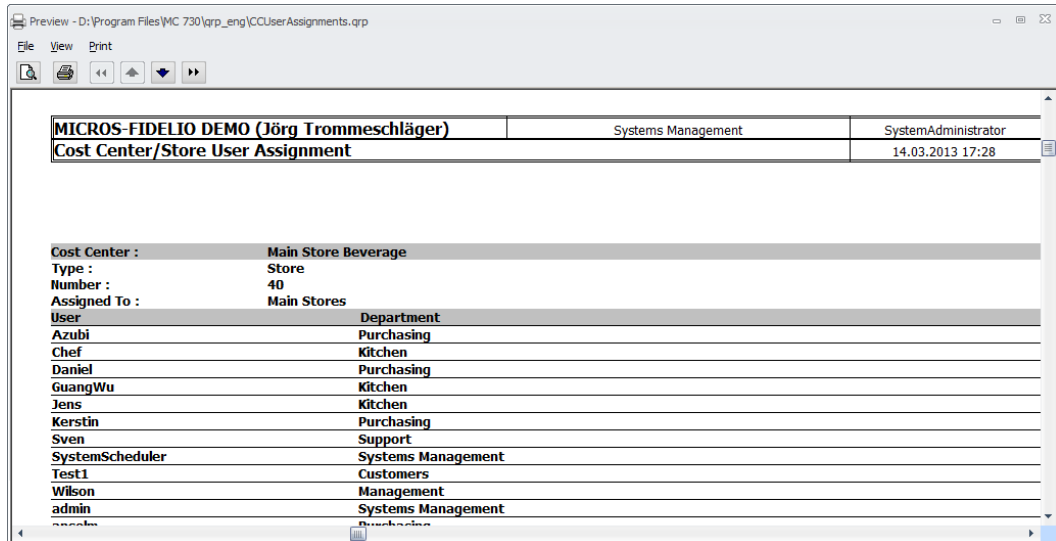 Preview - D:\Program Files\MC 730\qrp_eng\CCUserAssignments.qrp
File View Print
MICROS-FIDELIO DEMO (Jörg Trommeschläger) Systems Management SystemAdministrator
Cost Center/Store User Assignment 14.03.2013 17:28
Cost Center : Main Store Beverage
Type : Store
Number : 40
Assigned To : Main Stores
User Department
Azubi Purchasing
Chef Kitchen
Daniel Purchasing
GuangWu Kitchen
Jens Kitchen
Kerstin Purchasing
Sven Support
SystemScheduler Systems Management
Test1 Customers
Wilson Management
admin Systems Management
anselm Purchasing